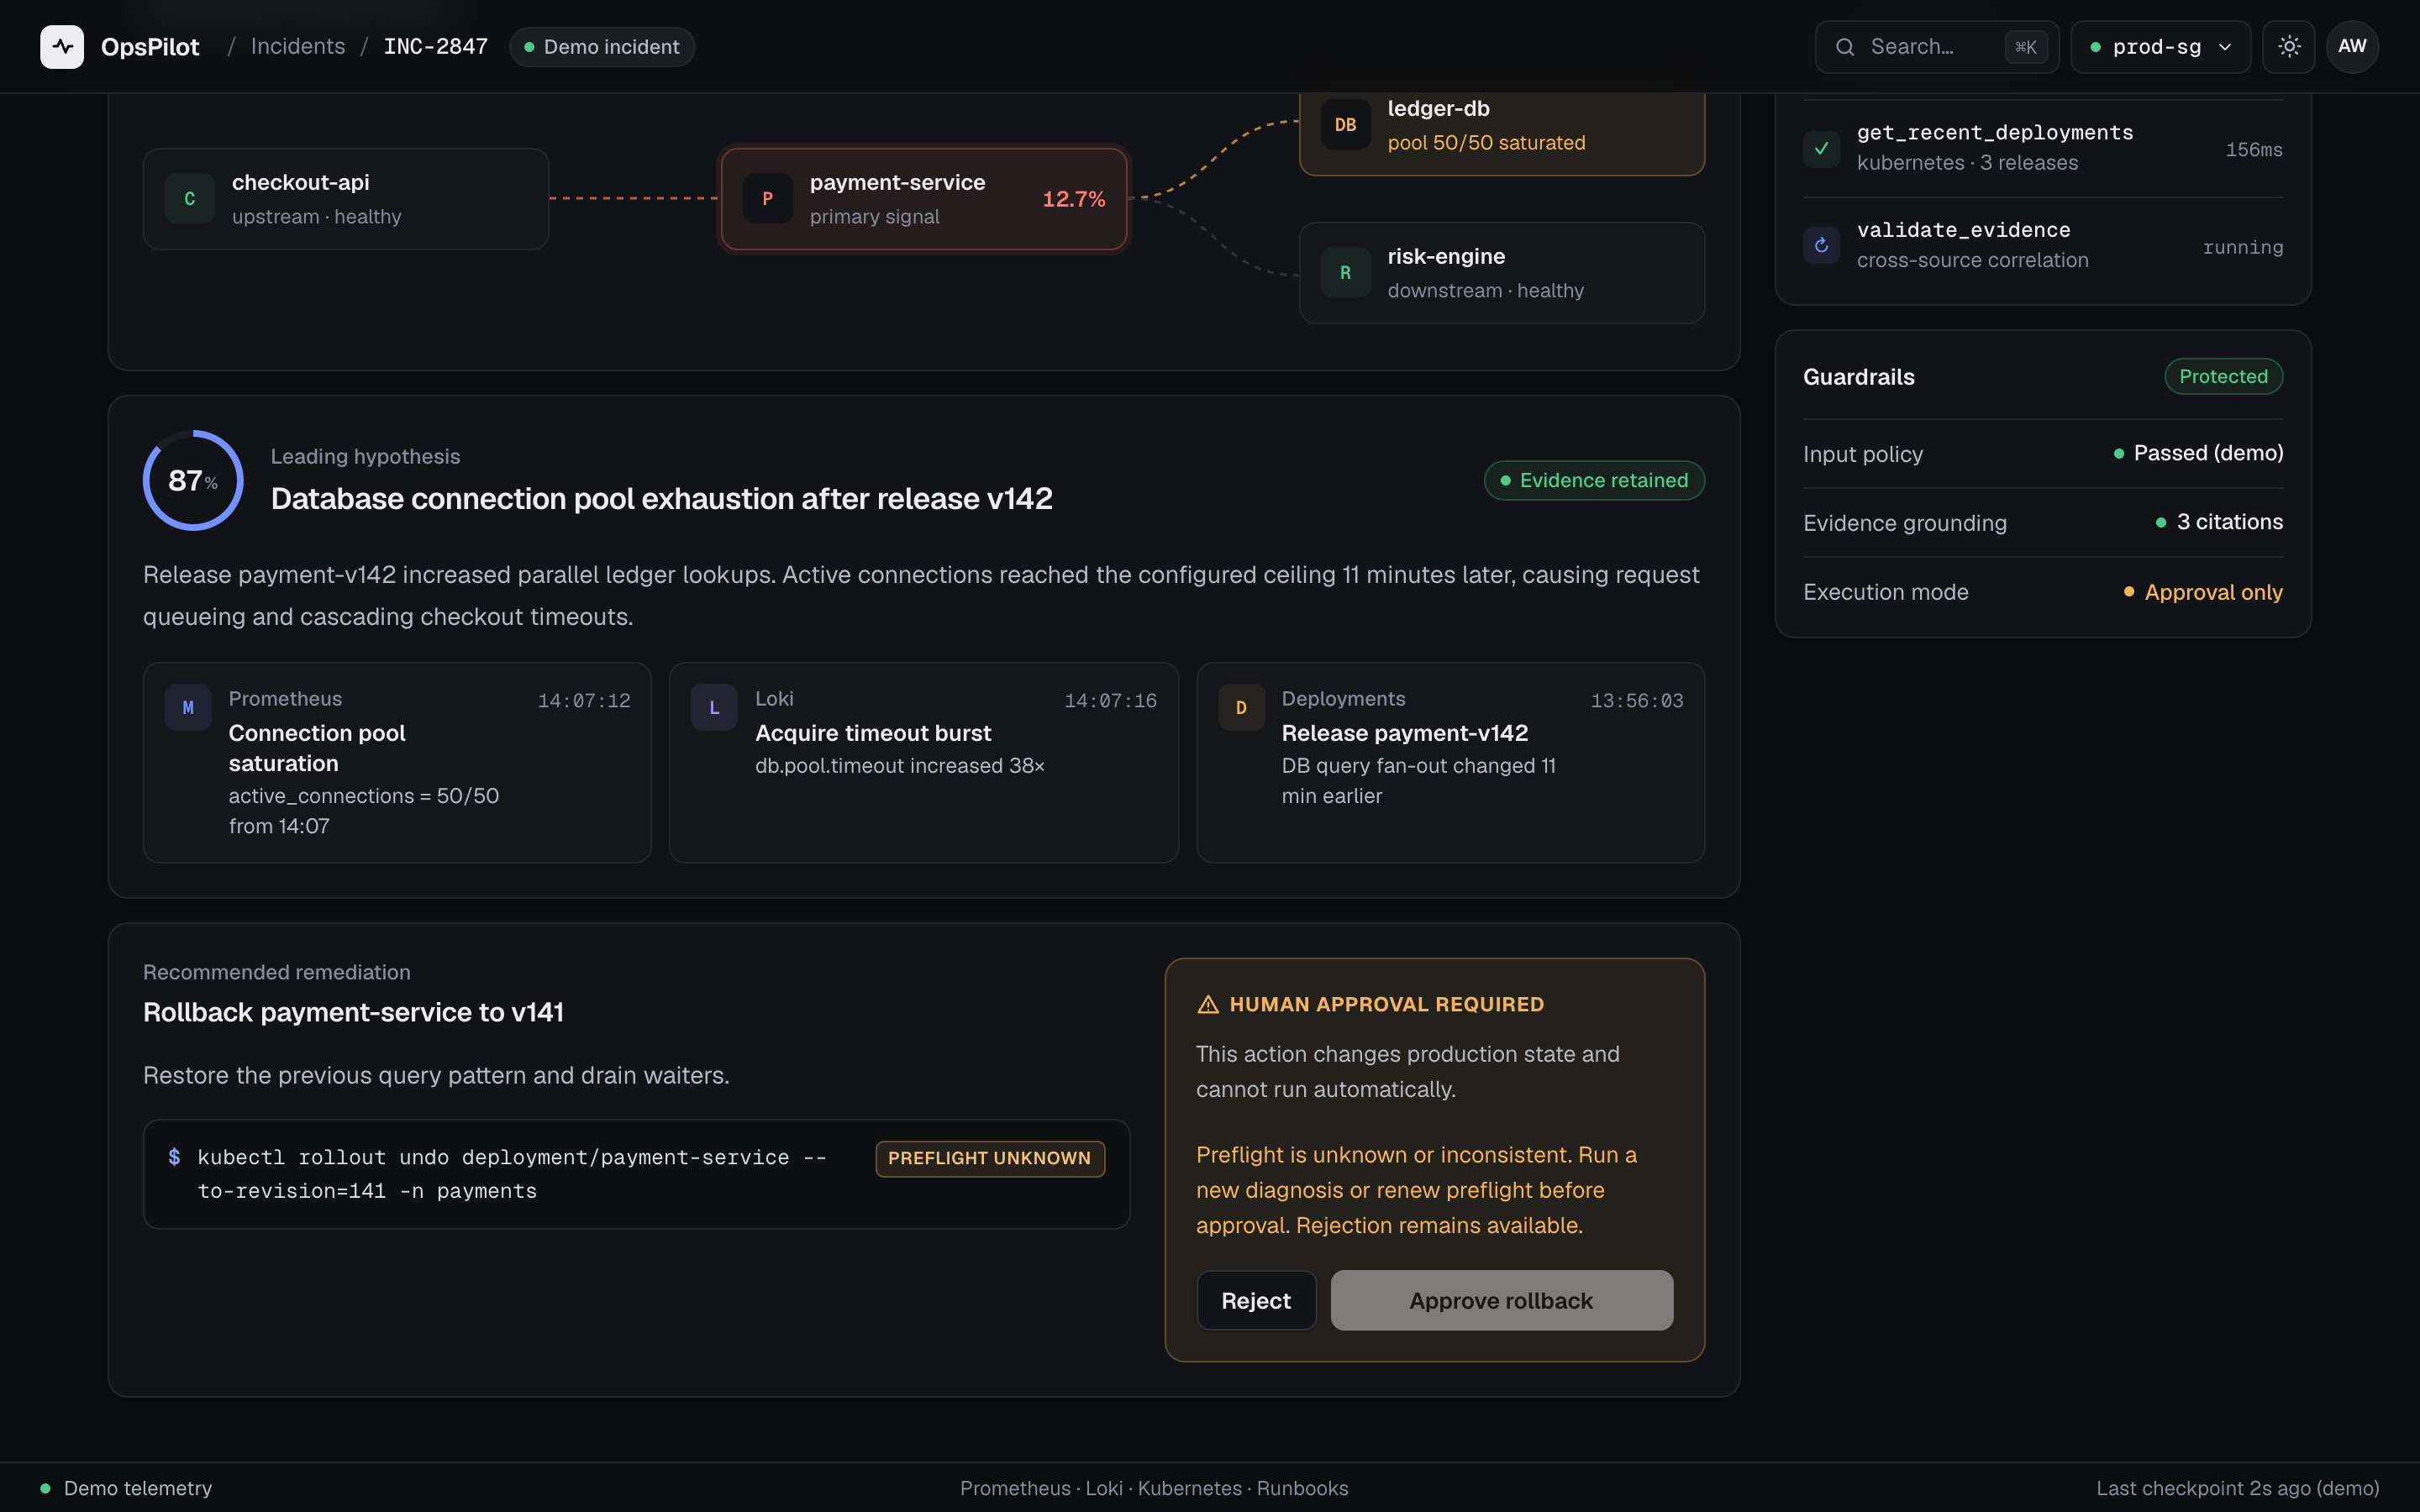 OpsPilot / Incidents / INC-2847 Demo incident Search... ⌘K prod-sg AW
C checkout-api
upstream · healthy
P payment-service 12.7%
primary signal
DB ledger-db
pool 50/50 saturated
R risk-engine
downstream · healthy
get_recent_deployments 156ms
kubernetes · 3 releases
validate_evidence running
cross-source correlation
Guardrails Protected
Input policy Passed (demo)
Evidence grounding 3 citations
Execution mode Approval only
87%
Leading hypothesis
Database connection pool exhaustion after release v142
Evidence retained
Release payment-v142 increased parallel ledger lookups. Active connections reached the configured ceiling 11 minutes later, causing request
queueing and cascading checkout timeouts.
M Prometheus 14:07:12
Connection pool
saturation
active_connections = 50/50
from 14:07
L Loki 14:07:16
Acquire timeout burst
db.pool.timeout increased 38×
D Deployments 13:56:03
Release payment-v142
DB query fan-out changed 11
min earlier
Recommended remediation
Rollback payment-service to v141
Restore the previous query pattern and drain waiters.
$ kubectl rollout undo deployment/payment-service --
to-revision=141 -n payments
PREFLIGHT UNKNOWN
HUMAN APPROVAL REQUIRED
This action changes production state and
cannot run automatically.
Preflight is unknown or inconsistent. Run a
new diagnosis or renew preflight before
approval. Rejection remains available.
Reject Approve rollback
Demo telemetry Prometheus · Loki · Kubernetes · Runbooks Last checkpoint 2s ago (demo)